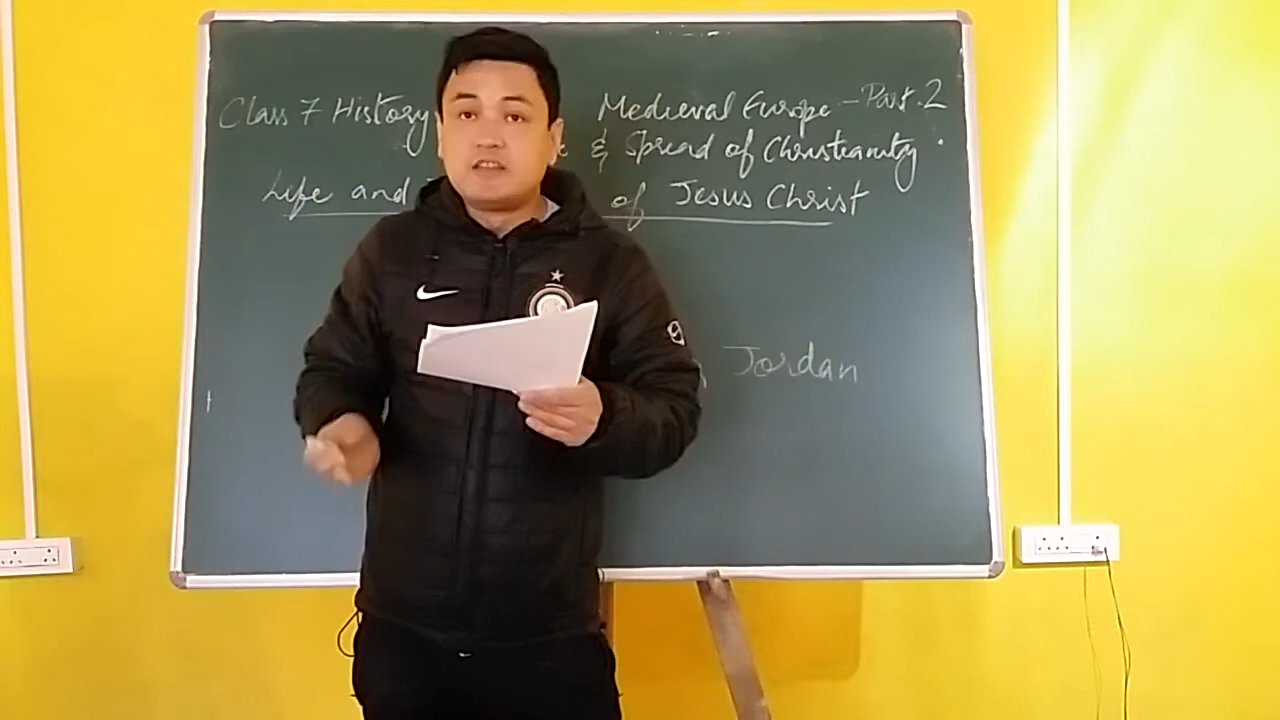 Class 7 History Medieval Europe - Part. 2
& Spread of Christianity.
Life and of Jesus Christ
Jordan